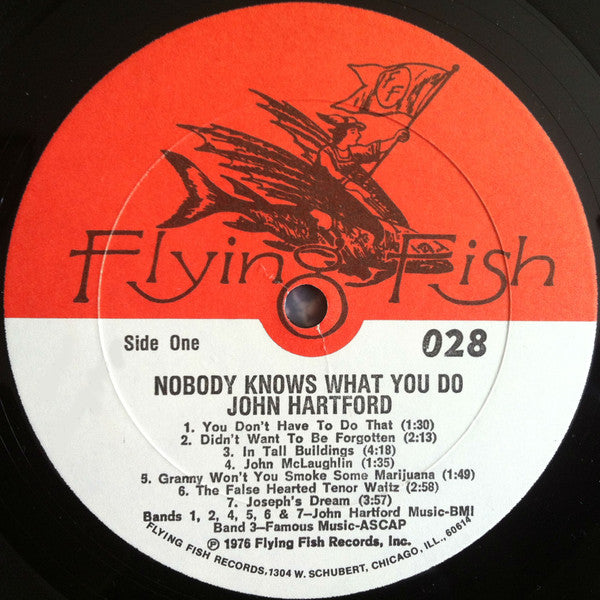 FF
Flying Fish
Side One
028
NOBODY KNOWS WHAT YOU DO
JOHN HARTFORD
1. You Don't Have To Do That (1:30)
2. Didn't Want To Be Forgotten (2:13)
3. In Tall Buildings (4:18)
4. John McLaughlin (1:35)
5. Granny Won't You Smoke Some Marijuana (1:49)
6. The False Hearted Tenor Waltz (2:58)
7. Joseph's Dream (3:57)
Bands 1, 2, 4, 5, 6 & 7-John Hartford Music-BMI
Band 3-Famous Music-ASCAP
℗ 1976 Flying Fish Records, Inc.
FLYING FISH RECORDS, 1304 W. SCHUBERT, CHICAGO, ILL., 60614